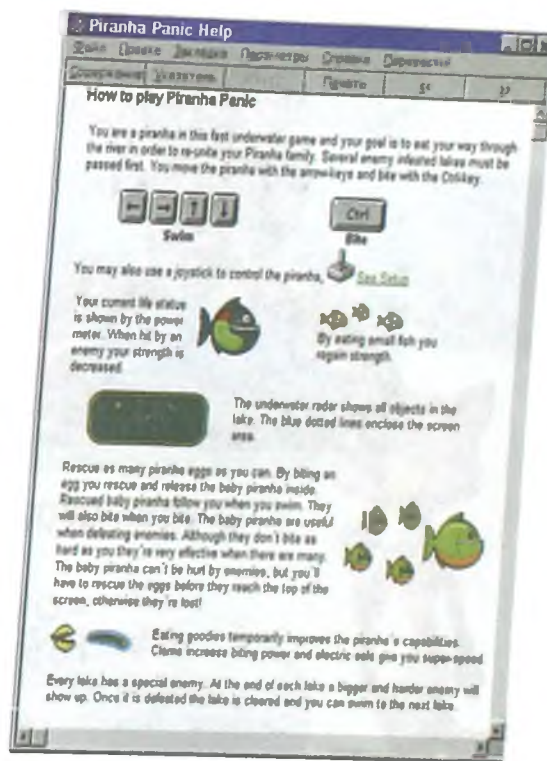 Piranha Panic Help
Файл Правка Закладка Параметры Справка
Содержание Указатель Печать << >>
How to play Piranha Panic
You are a piranha in this fast underwater game and your goal is to eat your way through
the river in order to re-unite your Piranha family. Several enemy infested lakes must be
passed first. You move the piranha with the arrow-keys and bite with the Ctrl-key.
← → ↑ ↓ Ctrl
Swim Bite
You may also use a joystick to control the piranha, See Setup
Your current life status
is shown by the power
meter. When hit by an
enemy your strength is
decreased.
By eating small fish you
regain strength.
The underwater radar shows all objects in the
lake. The blue dotted lines enclose the screen
area.
Rescue as many piranha eggs as you can. By biting an
egg you rescue and release the baby piranha inside.
Rescued baby piranha follow you when you swim. They
will also bite when you bite. The baby piranha are useful
when defeating enemies. Although they don't bite as
hard as you they're very effective when there are many.
The baby piranha can't be hurt by enemies, but you'll
have to rescue the eggs before they reach the top of the
screen, otherwise they're lost!
Eating goodies temporarily improves the piranha's capabilities.
Clams increase biting power and electric eels give you super-speed
Every lake has a special enemy. At the end of each lake a bigger and harder enemy will
show up. Once it is defeated the lake is cleared and you can swim to the next lake.